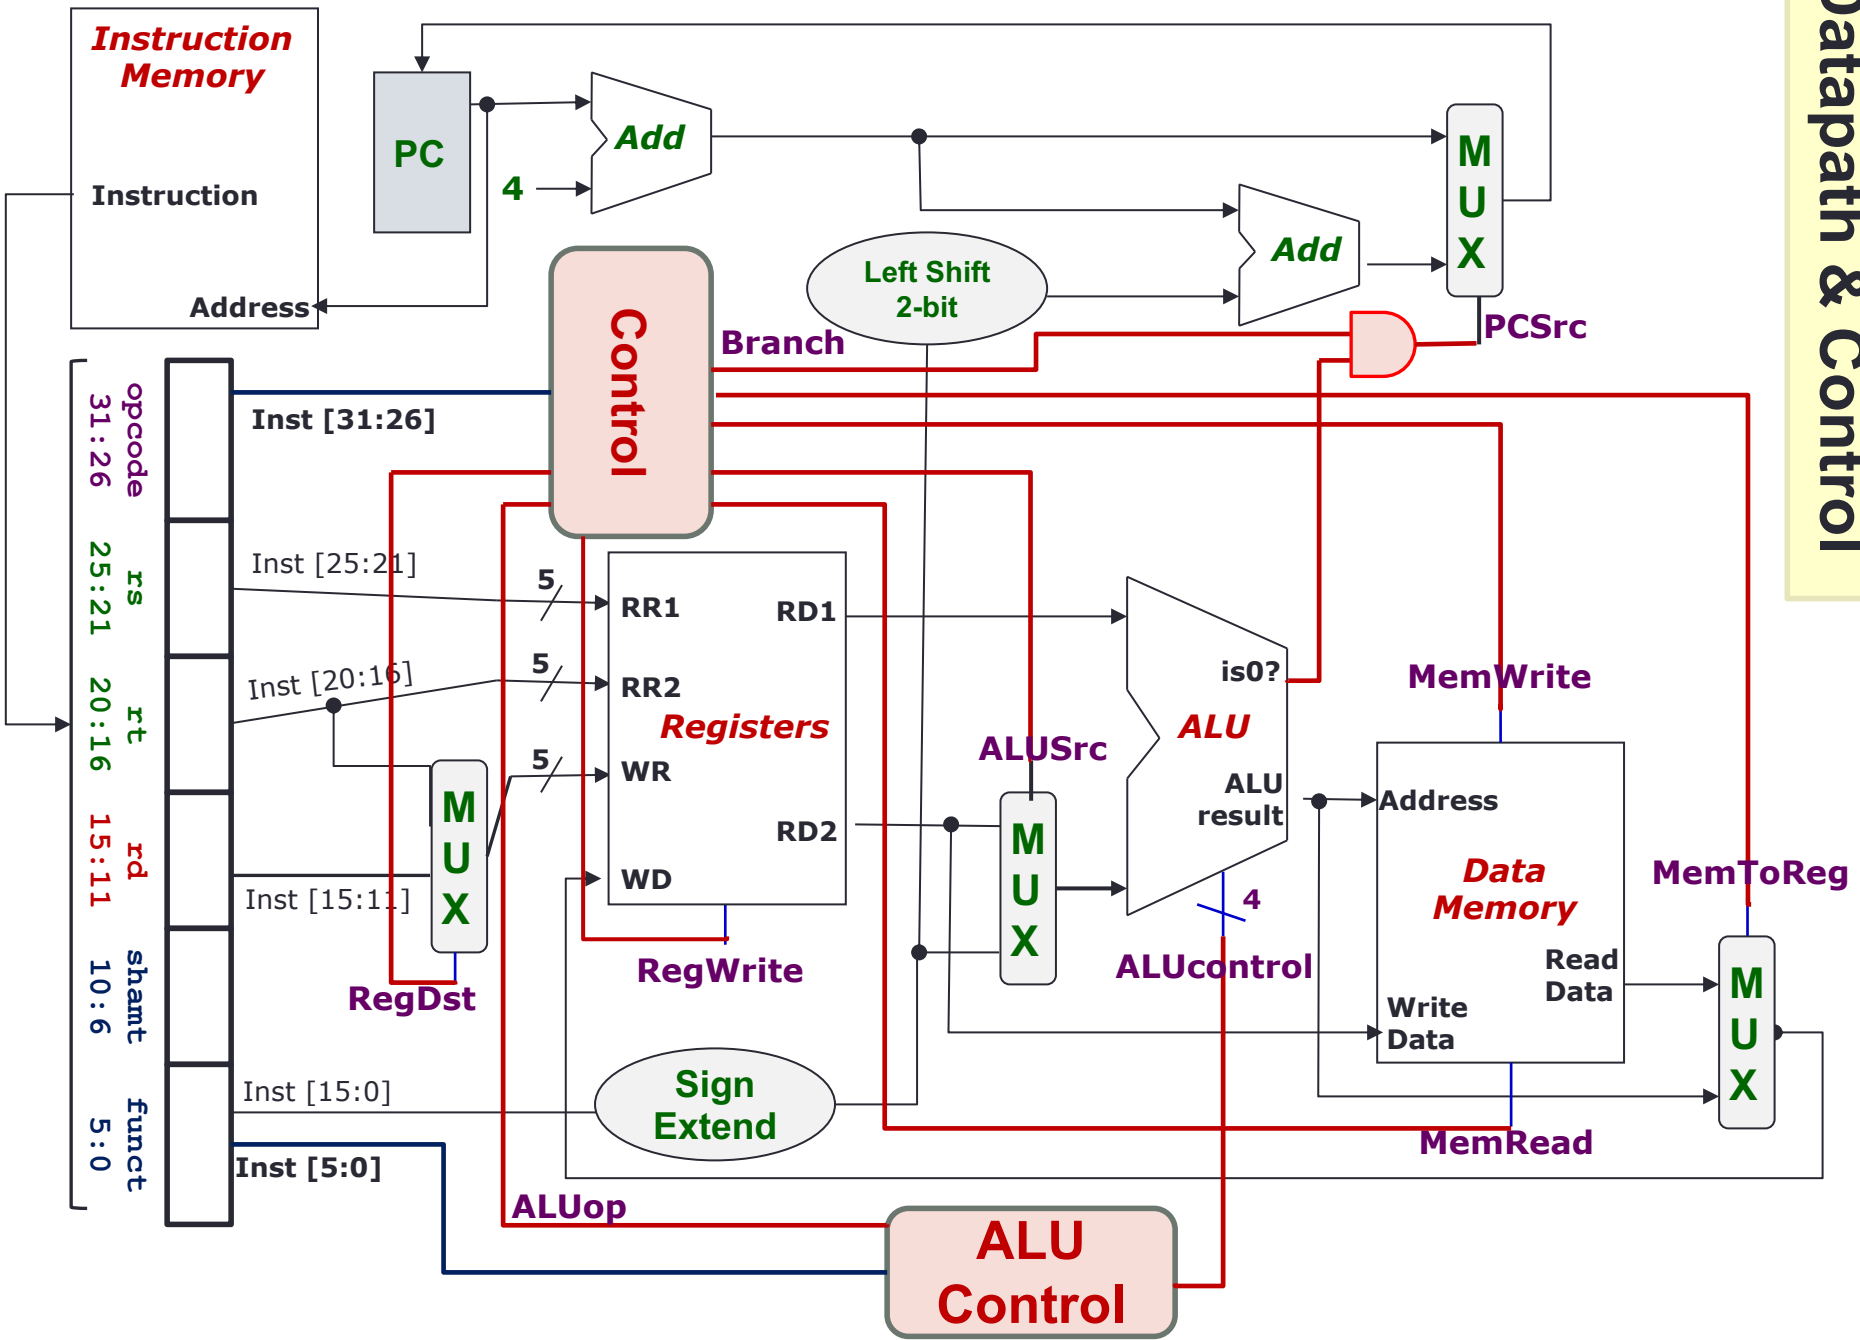 Datapath & Control
Instruction
Memory
Instruction
Address
PC
4
Add
Add
MUX
Left Shift
2-bit
Control
Branch
PCSrc
opcode
31:26
Inst [31:26]
rs
25:21
Inst [25:21]
5
rt
20:16
Inst [20:16]
5
rd
15:11
Inst [15:11]
5
shamt
10:6
funct
5:0
Inst [15:0]
Inst [5:0]
MUX
RegDst
RR1
RD1
RR2
Registers
WR
RD2
WD
RegWrite
ALUSrc
MUX
is0?
ALU
ALU
result
4
ALUcontrol
MemWrite
Address
Data
Memory
Read
Data
Write
Data
MemRead
MemToReg
MUX
Sign
Extend
ALUop
ALU
Control